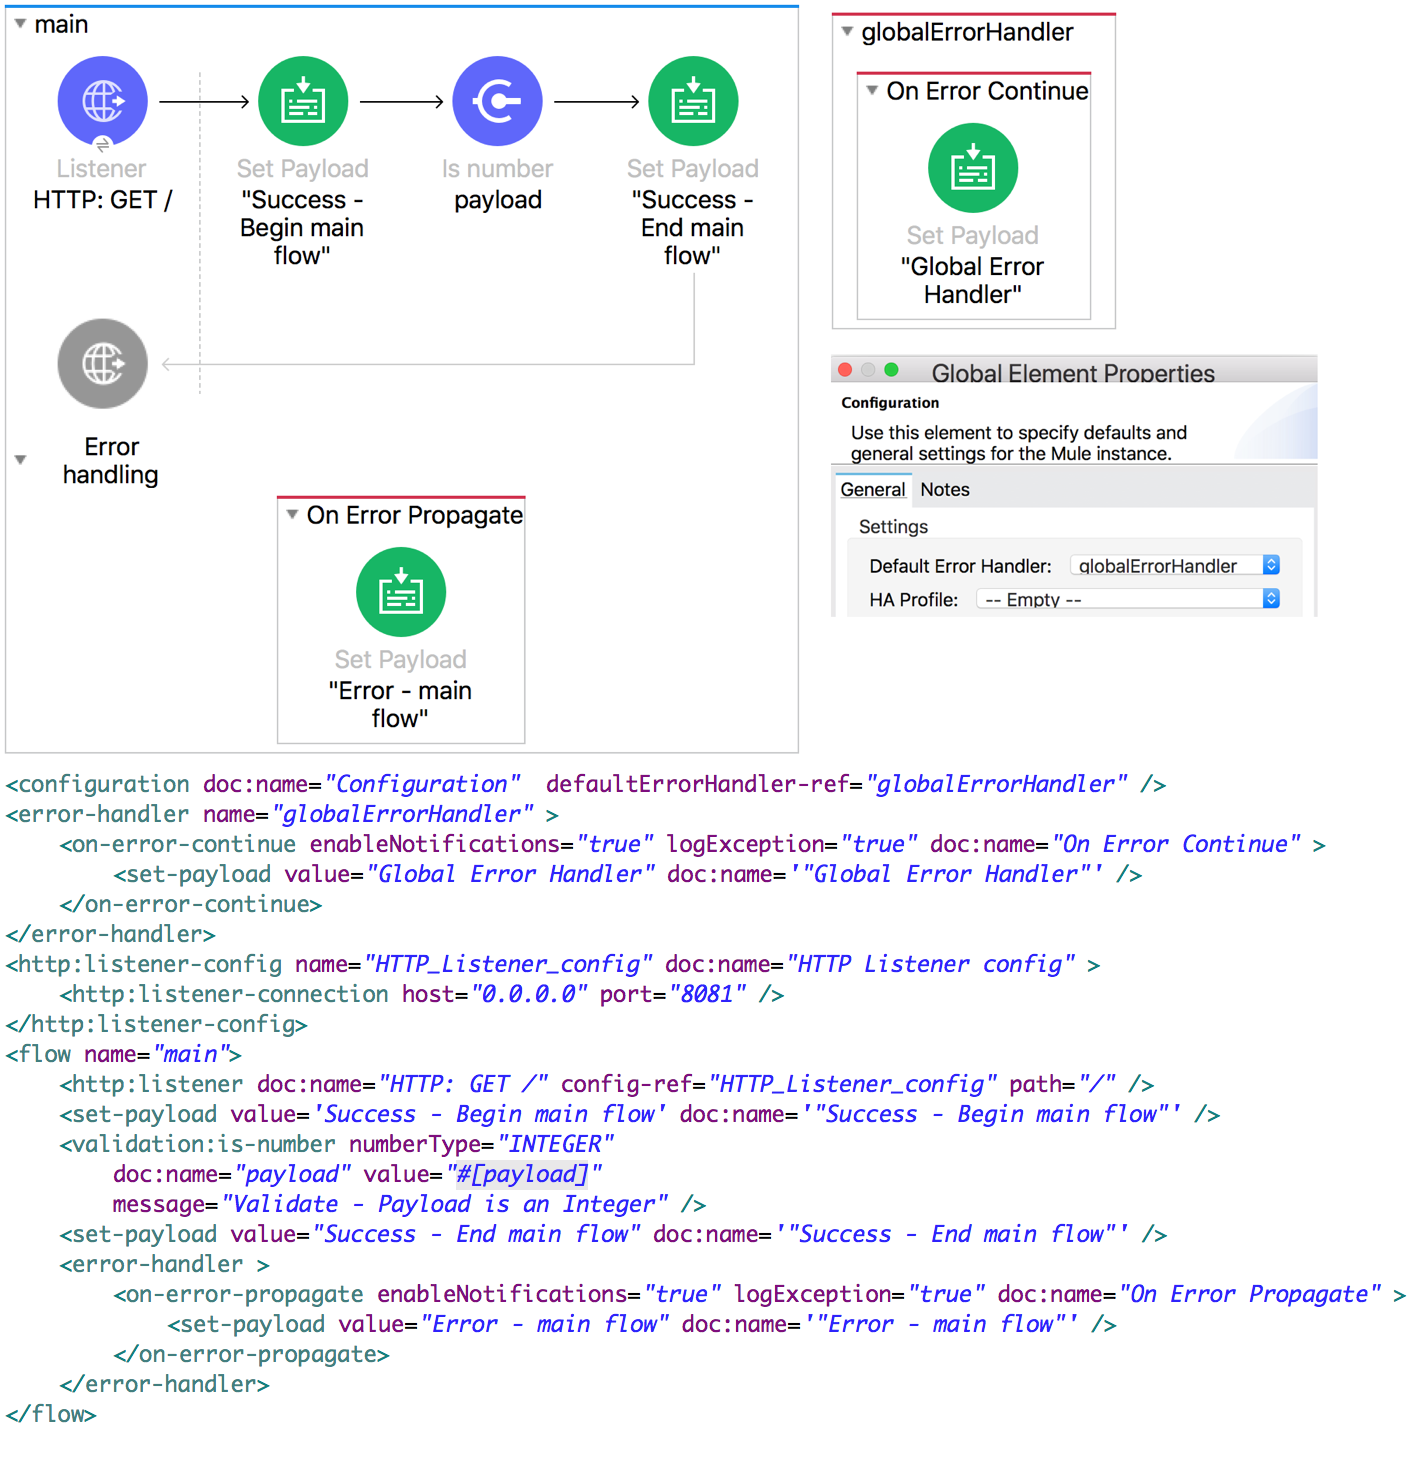 main
Listener
HTTP: GET /
Set Payload
"Success -
Begin main
flow"
Is number
payload
Set Payload
"Success -
End main
flow"
Error
handling
On Error Propagate
Set Payload
"Error - main
flow"
globalErrorHandler
On Error Continue
Set Payload
"Global Error
Handler"
Global Element Properties
Configuration
Use this element to specify defaults and
general settings for the Mule instance.
General Notes
Settings
Default Error Handler: globalErrorHandler
HA Profile: -- Empty --
<configuration doc:name="Configuration"  defaultErrorHandler-ref="globalErrorHandler" />
<error-handler name="globalErrorHandler" >
    <on-error-continue enableNotifications="true" logException="true" doc:name="On Error Continue" >
        <set-payload value="Global Error Handler" doc:name='"Global Error Handler"' />
    </on-error-continue>
</error-handler>
<http:listener-config name="HTTP_Listener_config" doc:name="HTTP Listener config" >
    <http:listener-connection host="0.0.0.0" port="8081" />
</http:listener-config>
<flow name="main">
    <http:listener doc:name="HTTP: GET /" config-ref="HTTP_Listener_config" path="/" />
    <set-payload value='Success - Begin main flow' doc:name='"Success - Begin main flow"' />
    <validation:is-number numberType="INTEGER"
        doc:name="payload" value="#[payload]"
        message="Validate - Payload is an Integer" />
    <set-payload value="Success - End main flow" doc:name='"Success - End main flow"' />
    <error-handler >
        <on-error-propagate enableNotifications="true" logException="true" doc:name="On Error Propagate" >
            <set-payload value="Error - main flow" doc:name='"Error - main flow"' />
        </on-error-propagate>
    </error-handler>
</flow>